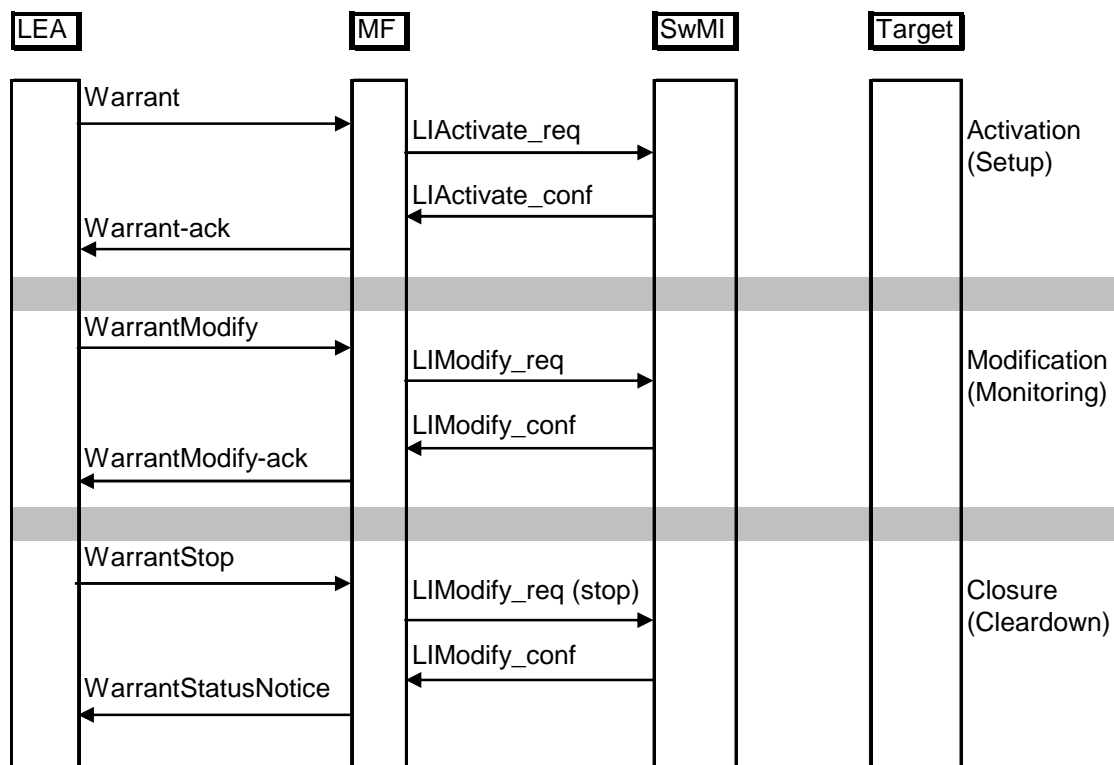 LEA
MF
SwMI
Target
Warrant
LIActivate_req
Activation
(Setup)
LIActivate_conf
Warrant-ack
WarrantModify
LIModify_req
Modification
(Monitoring)
LIModify_conf
WarrantModify-ack
WarrantStop
LIModify_req (stop)
Closure
(Cleardown)
LIModify_conf
WarrantStatusNotice